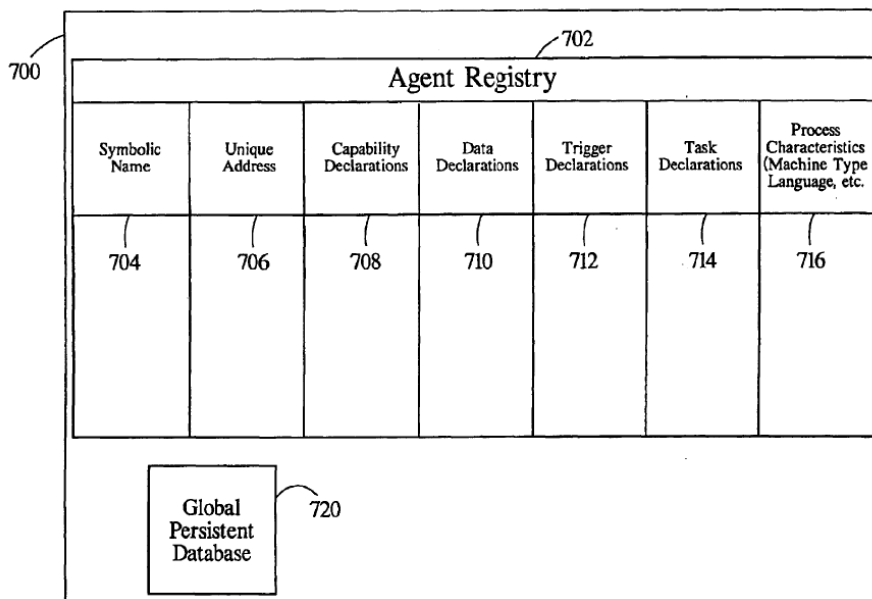 702
700
Agent Registry
Symbolic
Name
Unique
Address
Capability
Declarations
Data
Declarations
Trigger
Declarations
Task
Declarations
Process
Characteristics
(Machine Type
Language, etc.
704
706
708
710
712
714
716
Global
Persistent
Database
720